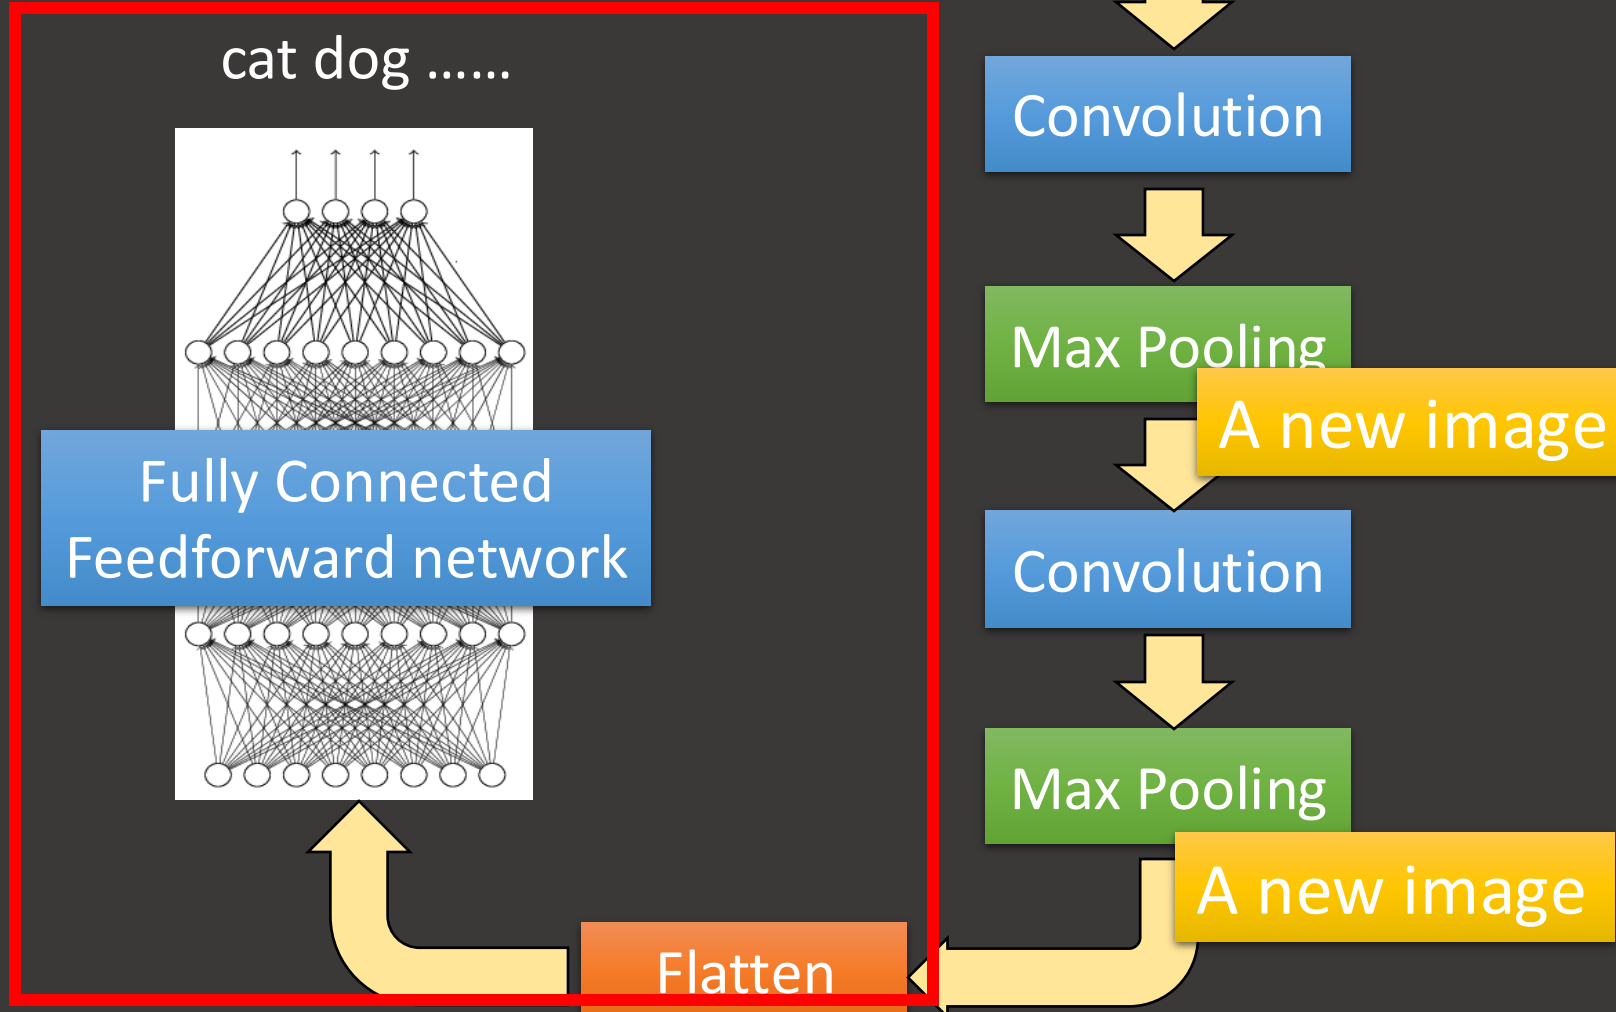 cat dog ......
Fully Connected
Feedforward network
Flatten
Convolution
Max Pooling
A new image
Convolution
Max Pooling
A new image